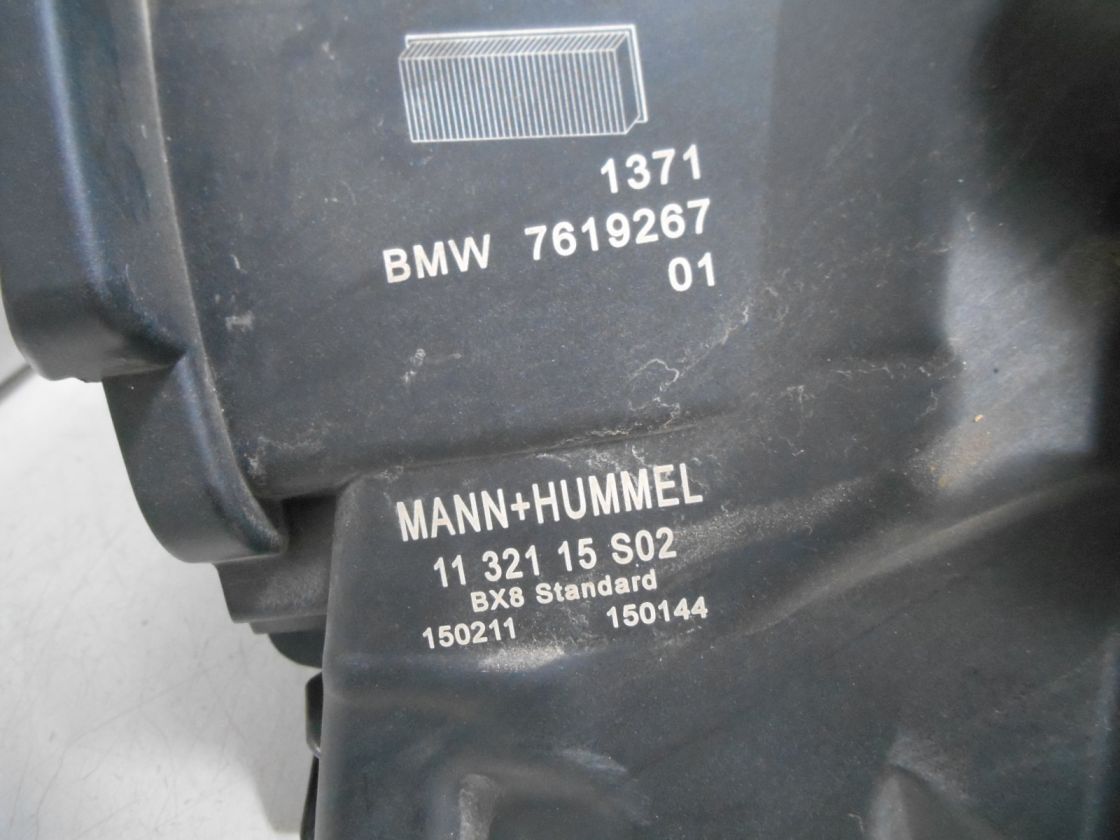 1371
BMW 7619267
01
MANN+HUMMEL
11 321 15 S02
BX8 Standard
150211 150144